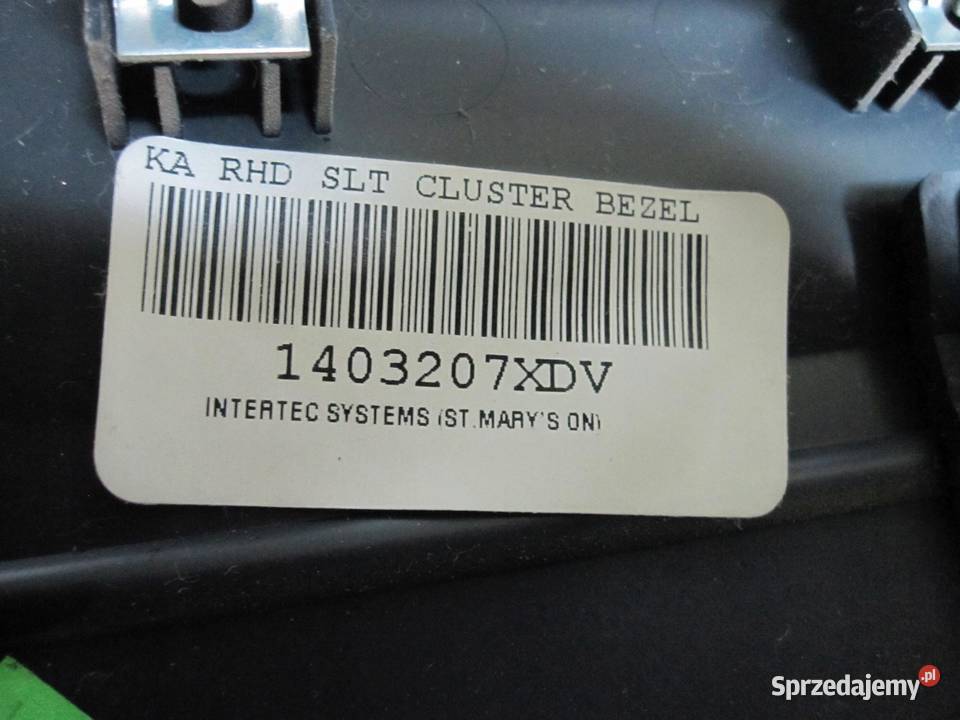 KA RHD SLT CLUSTER BEZEL
1403207XDV
INTERTEC SYSTEMS (ST.MARY'S ON)
Sprzedajemy.pl